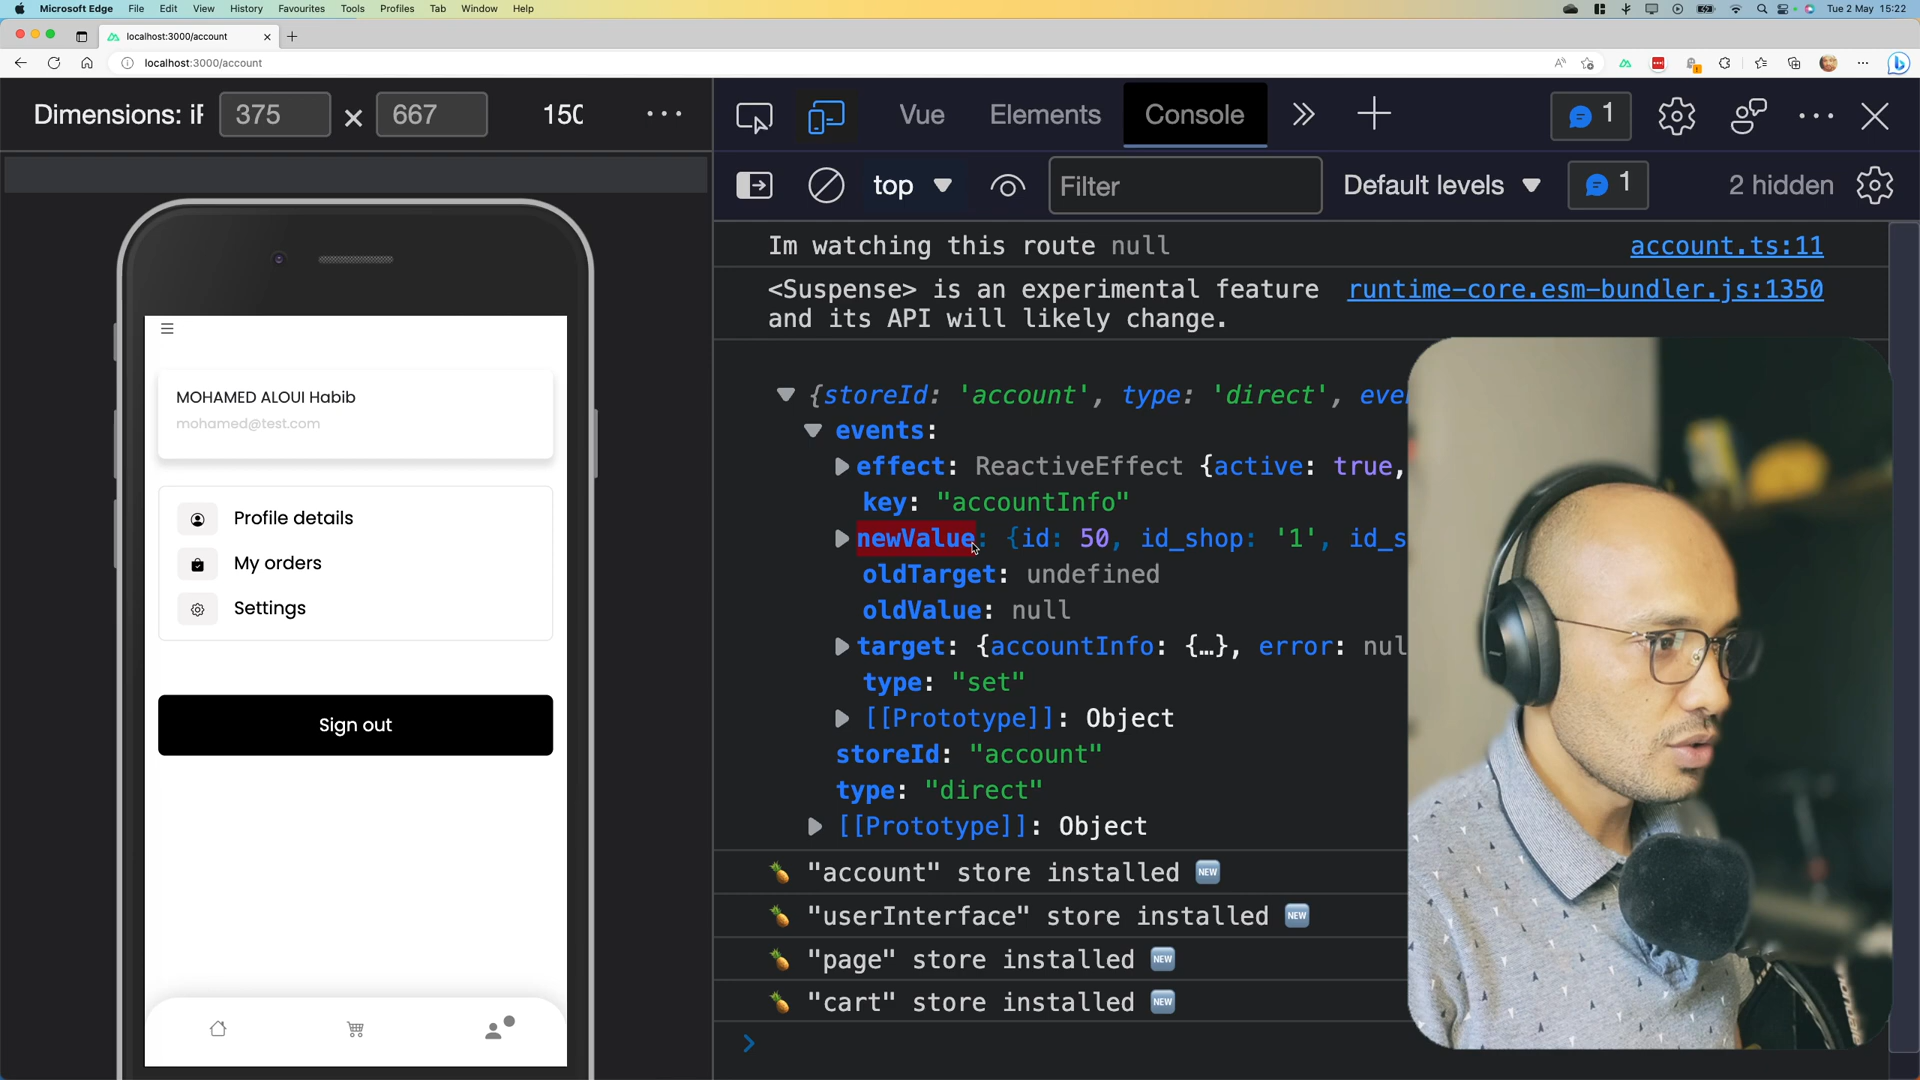 Microsoft Edge File Edit View History Favourites Tools Profiles Tab Window Help Tue 2 May 15:22
localhost:3000/account
localhost:3000/account
Dimensions: iP 375 × 667 150
Vue Elements Console 1
top Filter Default levels 1 2 hidden
Im watching this route null account.ts:11
<Suspense> is an experimental feature runtime-core.esm-bundler.js:1350
and its API will likely change.
{storeId: 'account', type: 'direct', eve
events:
effect: ReactiveEffect {active: true,
key: "accountInfo"
newValue: {id: 50, id_shop: '1', id_s
oldTarget: undefined
oldValue: null
target: {accountInfo: {…}, error: nul
type: "set"
[[Prototype]]: Object
storeId: "account"
type: "direct"
[[Prototype]]: Object
🍍 "account" store installed 🆕
🍍 "userInterface" store installed 🆕
🍍 "page" store installed 🆕
🍍 "cart" store installed 🆕
MOHAMED ALOUI Habib
mohamed@test.com
Profile details
My orders
Settings
Sign out